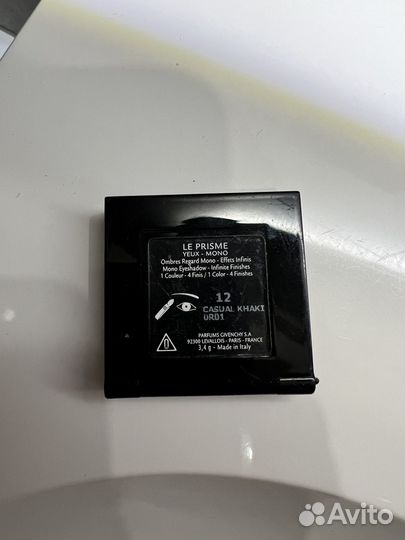 LE PRISME
YEUX - MONO
Ombres Regard Mono - Effets Infinis
Mono Eyeshadow - Infinite Finishes
1 Couleur - 4 Finis / 1 Color - 4 Finishes
12
CASUAL KHAKI
0R01
PARFUMS GIVENCHY S.A
92300 LEVALLOIS - PARIS - FRANCE
3,4 g - Made in Italy
Avito